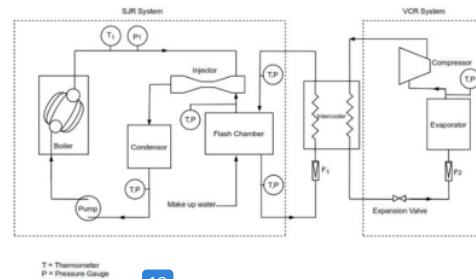 SJR System
VCR System
T1
P1
Injector
T,P
T,P
T,P
Compressor
Intercooler
Boiler
Condensor
T,P
Flash Chamber
Evaporator
T,P
T,P
F1
F2
Pump
Make up water
Expansion Valve
T = Thermometer
P = Pressure Gauge